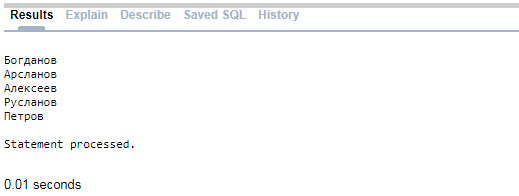 Results Explain Describe Saved SQL History
Богданов
Арсланов
Алексеев
Русланов
Петров
Statement processed.
0.01 seconds